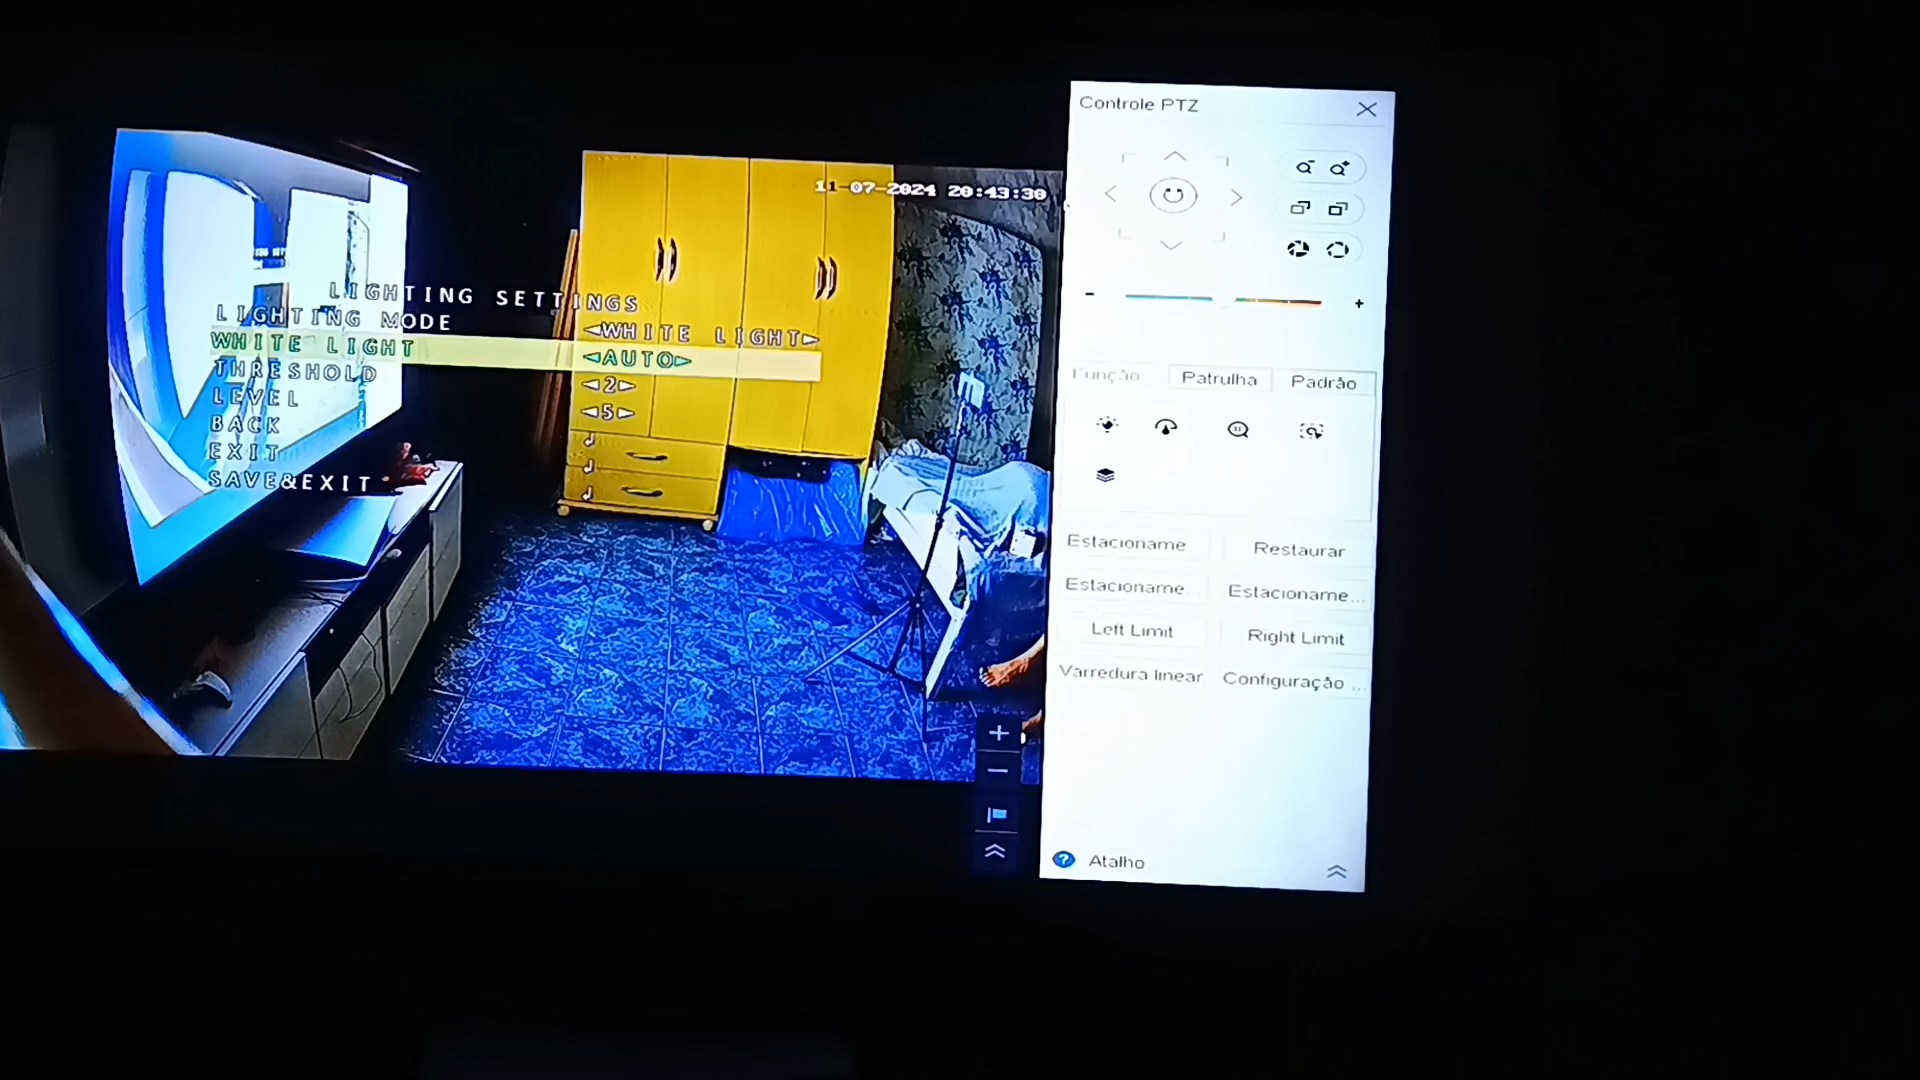 Controle PTZ
11-07-2024 20:43:30
LIGHTING SETTINGS
LIGHTING MODE ◄WHITE LIGHT►
WHITE LIGHT ◄AUTO►
THRESHOLD ◄2►
LEVEL ◄5►
BACK
EXIT
SAVE&EXIT
- +
Função Patrulha Padrão
Estacioname Restaurar
Estacioname... Estacioname...
Left Limit Right Limit
Varredura linear Configuração ...
+
−
? Atalho